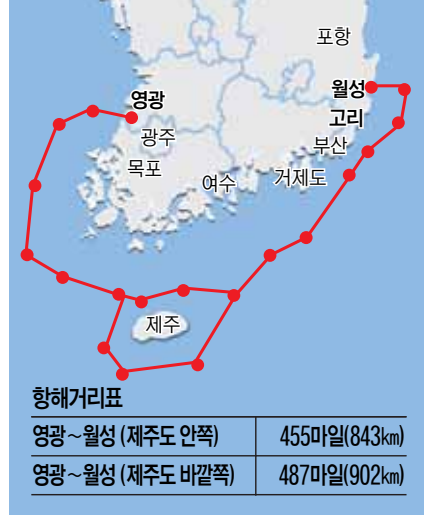 포항
월성
영광
고리
광주
부산
목포
여수
거제도
제주
항해거리표
영광~월성 (제주도 안쪽) 455마일(843km)
영광~월성 (제주도 바깥쪽) 487마일(902km)